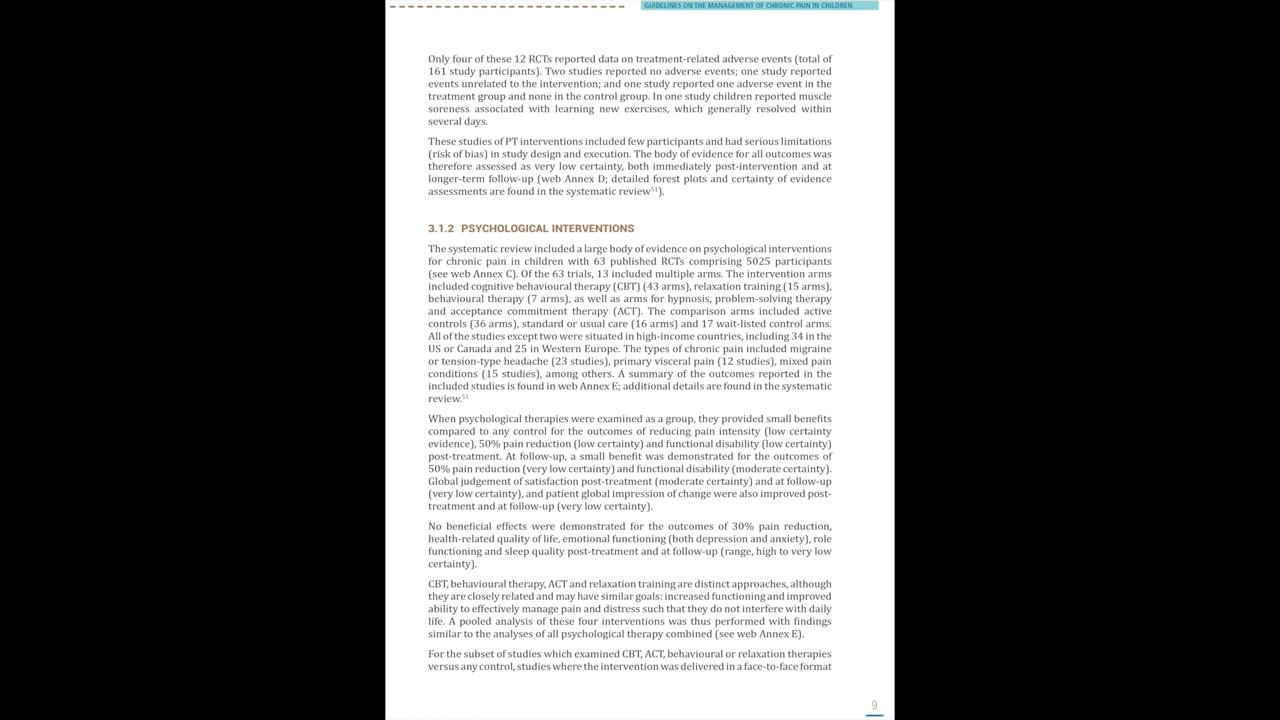 GUIDELINES ON THE MANAGEMENT OF CHRONIC PAIN IN CHILDREN
Only four of these 12 RCTs reported data on treatment-related adverse events (total of
161 study participants). Two studies reported no adverse events; one study reported
events unrelated to the intervention; and one study reported one adverse event in the
treatment group and none in the control group. In one study children reported muscle
soreness associated with learning new exercises, which generally resolved within
several days.
These studies of PT interventions included few participants and had serious limitations
(risk of bias) in study design and execution. The body of evidence for all outcomes was
therefore assessed as very low certainty, both immediately post-intervention and at
longer-term follow-up (web Annex D; detailed forest plots and certainty of evidence
assessments are found in the systematic review51).
3.1.2 PSYCHOLOGICAL INTERVENTIONS
The systematic review included a large body of evidence on psychological interventions
for chronic pain in children with 63 published RCTs comprising 5025 participants
(see web Annex C). Of the 63 trials, 13 included multiple arms. The intervention arms
included cognitive behavioural therapy (CBT) (43 arms), relaxation training (15 arms),
behavioural therapy (7 arms), as well as arms for hypnosis, problem-solving therapy
and acceptance commitment therapy (ACT). The comparison arms included active
controls (36 arms), standard or usual care (16 arms) and 17 wait-listed control arms.
All of the studies except two were situated in high-income countries, including 34 in the
US or Canada and 25 in Western Europe. The types of chronic pain included migraine
or tension-type headache (23 studies), primary visceral pain (12 studies), mixed pain
conditions (15 studies), among others. A summary of the outcomes reported in the
included studies is found in web Annex E; additional details are found in the systematic
review.51
When psychological therapies were examined as a group, they provided small benefits
compared to any control for the outcomes of reducing pain intensity (low certainty
evidence), 50% pain reduction (low certainty) and functional disability (low certainty)
post-treatment. At follow-up, a small benefit was demonstrated for the outcomes of
50% pain reduction (very low certainty) and functional disability (moderate certainty).
Global judgement of satisfaction post-treatment (moderate certainty) and at follow-up
(very low certainty), and patient global impression of change were also improved post-
treatment and at follow-up (very low certainty).
No beneficial effects were demonstrated for the outcomes of 30% pain reduction,
health-related quality of life, emotional functioning (both depression and anxiety), role
functioning and sleep quality post-treatment and at follow-up (range, high to very low
certainty).
CBT, behavioural therapy, ACT and relaxation training are distinct approaches, although
they are closely related and may have similar goals: increased functioning and improved
ability to effectively manage pain and distress such that they do not interfere with daily
life. A pooled analysis of these four interventions was thus performed with findings
similar to the analyses of all psychological therapy combined (see web Annex E).
For the subset of studies which examined CBT, ACT, behavioural or relaxation therapies
versus any control, studies where the intervention was delivered in a face-to-face format
9